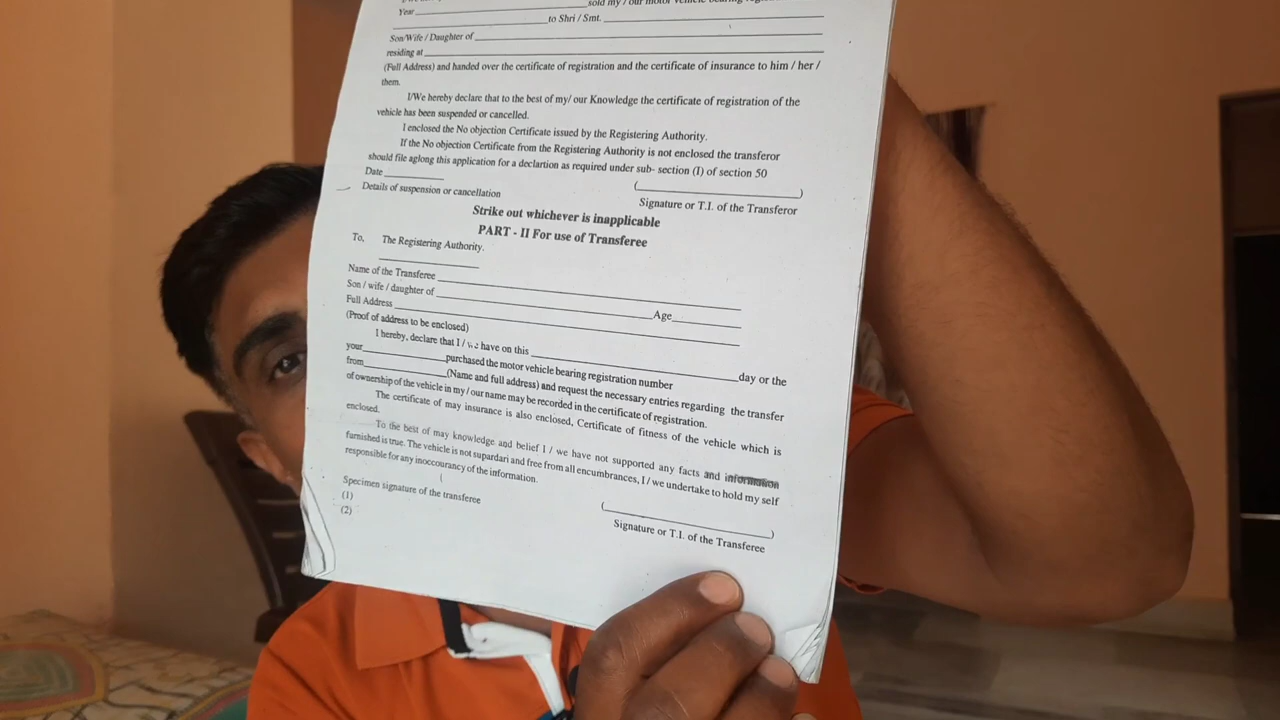 sold my / our motor vehicle bearing
Year
to Shri / Smt.
Son/Wife / Daughter of
residing at
(Full Address) and handed over the certificate of registration and the certificate of insurance to him / her /
them.
I/We hereby declare that to the best of my/ our Knowledge the certificate of registration of the
vehicle has been suspended or cancelled.
I enclosed the No objection Certificate issued by the Registering Authority.
If the No objection Certificate from the Registering Authority is not enclosed the transferor
should file aglong this application for a declartion as required under sub- section (I) of section 50
Date
Details of suspension or cancellation
( )
Signature or T.I. of the Transferor
Strike out whichever is inapplicable
PART - II For use of Transferee
To,
The Registering Authority.
Name of the Transferee
Son / wife / daughter of Age
Full Address
(Proof of address to be enclosed)
I hereby, declare that I / we have on this day or the
your purchased the motor vehicle bearing registration number
from (Name and full address) and request the necessary entries regarding the transfer
of ownership of the vehicle in my / our name may be recorded in the certificate of registration.
The certificate of may insurance is also enclosed, Certificate of fitness of the vehicle which is
enclosed.
To the best of may knowledge and belief I / we have not supported any facts and information
furnished is true. The vehicle is not supardari and free from all encumbrances, I / we undertake to hold my self
responsible for any inoccourancy of the information.
Specimen signature of the transferee
(1)
(2)
( )
Signature or T.I. of the Transferee